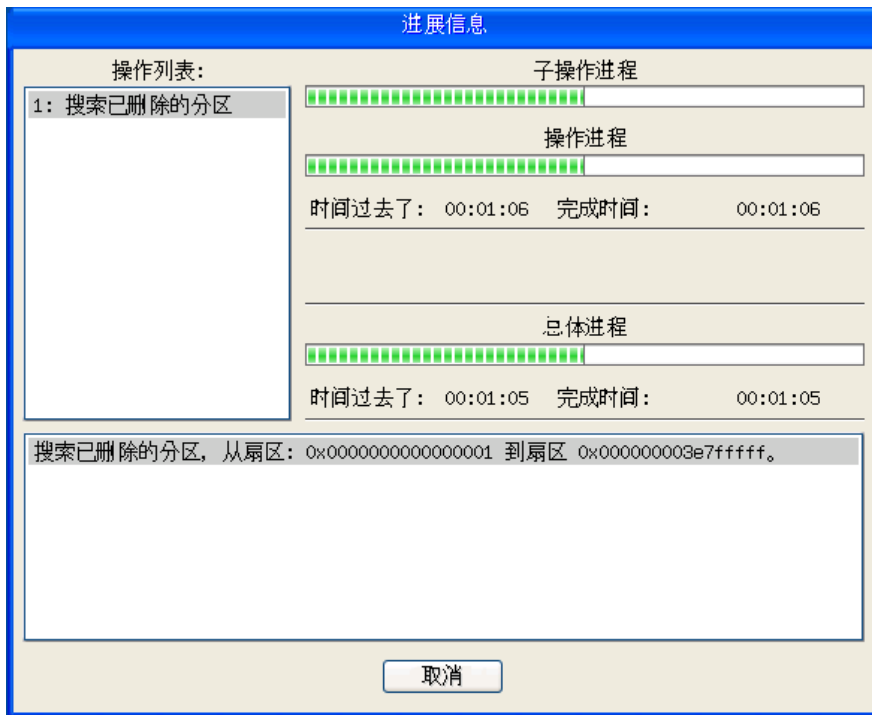 进展信息
操作列表:
1: 搜索已删除的分区
子操作进程
操作进程
时间过去了: 00:01:06 完成时间: 00:01:06
总体进程
时间过去了: 00:01:05 完成时间: 00:01:05
搜索已删除的分区, 从扇区: 0x0000000000000001 到扇区 0x000000003e7fffff。
取消